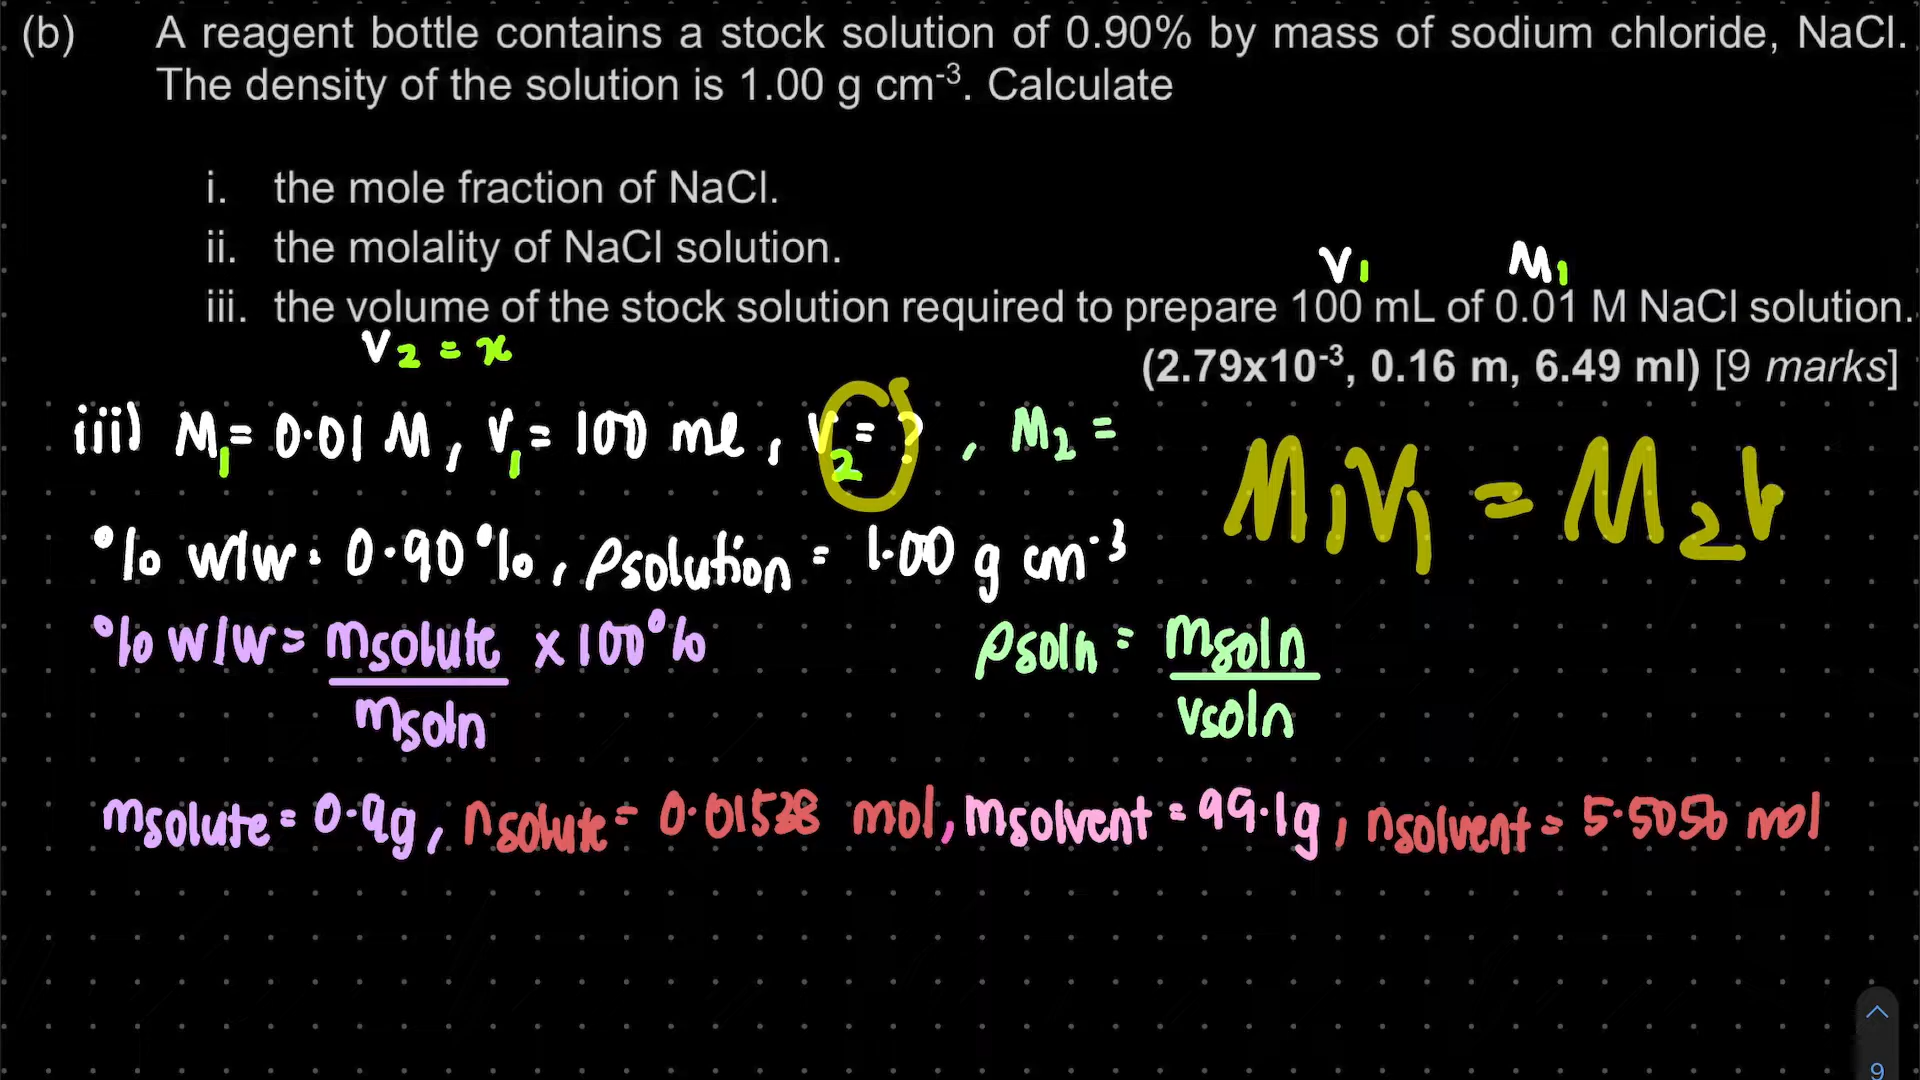 (b) A reagent bottle contains a stock solution of 0.90% by mass of sodium chloride, NaCl.
The density of the solution is 1.00 g cm⁻³. Calculate
i. the mole fraction of NaCl.
ii. the molality of NaCl solution.
V₁ M₁
iii. the volume of the stock solution required to prepare 100 mL of 0.01 M NaCl solution.
V₂ = x
(2.79x10⁻³, 0.16 m, 6.49 ml) [9 marks]
iii) M₁ = 0.01 M, V₁ = 100 ml, V₂ = ?, M₂ =
M₁V₁ = M₂V
% w/w = 0.90 %, ρsolution = 1.00 g cm⁻³
% w/w = msolute / msoln x 100 %
ρsoln = msoln / vsoln
msolute = 0.9g, nsolute = 0.01538 mol, msolvent = 99.1g, nsolvent = 5.5056 mol
9